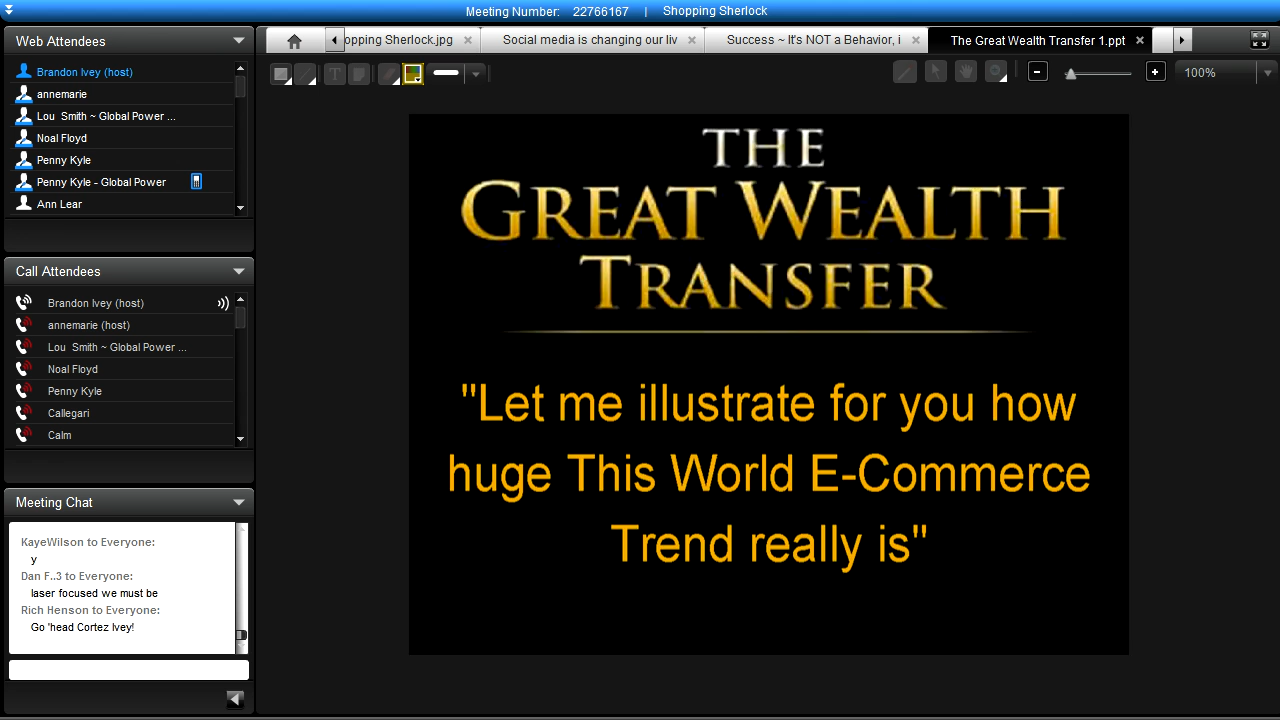 Meeting Number: 22766167 | Shopping Sherlock
Web Attendees
Brandon Ivey (host)
annemarie
Lou Smith ~ Global Power ...
Noal Floyd
Penny Kyle
Penny Kyle - Global Power
Ann Lear
Call Attendees
Brandon Ivey (host)
annemarie (host)
Lou Smith ~ Global Power ...
Noal Floyd
Penny Kyle
Callegari
Calm
Meeting Chat
KayeWilson to Everyone:
y
Dan F..3 to Everyone:
laser focused we must be
Rich Henson to Everyone:
Go 'head Cortez Ivey!
opping Sherlock.jpg
Social media is changing our liv
Success ~ It's NOT a Behavior, i
The Great Wealth Transfer 1.ppt
T
100%
THE
GREAT WEALTH
TRANSFER
"Let me illustrate for you how
huge This World E-Commerce
Trend really is"